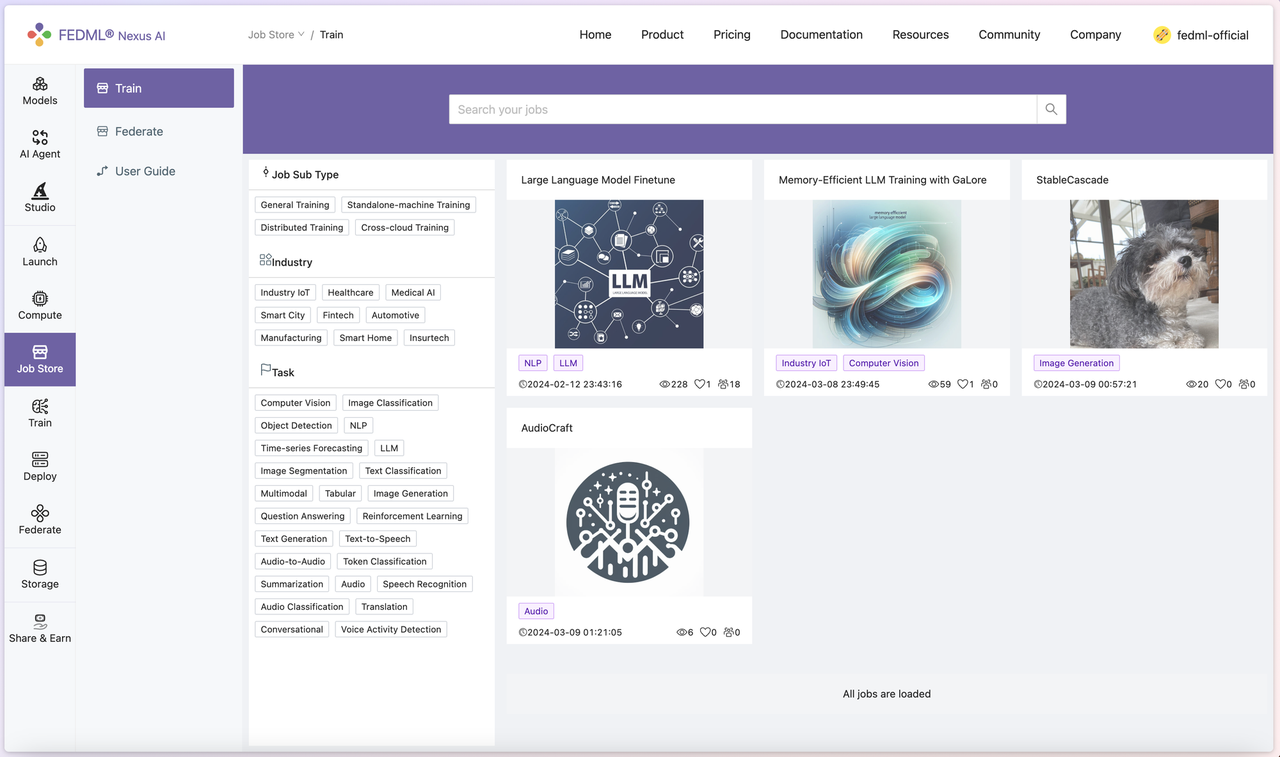 FEDML® Nexus AI
Job Store / Train
Home Product Pricing Documentation Resources Community Company fedml-official
Models
AI Agent
Studio
Launch
Compute
Job Store
Train
Deploy
Federate
Storage
Share & Earn
Train
Federate
User Guide
Search your jobs
Job Sub Type
General Training Standalone-machine Training
Distributed Training Cross-cloud Training
Industry
Industry IoT Healthcare Medical AI
Smart City Fintech Automotive
Manufacturing Smart Home Insurtech
Task
Computer Vision Image Classification
Object Detection NLP
Time-series Forecasting LLM
Image Segmentation Text Classification
Multimodal Tabular Image Generation
Question Answering Reinforcement Learning
Text Generation Text-to-Speech
Audio-to-Audio Token Classification
Summarization Audio Speech Recognition
Audio Classification Translation
Conversational Voice Activity Detection
Large Language Model Finetune
LLM
LARGE LANGUAGE MODEL
NLP LLM
2024-02-12 23:43:16 228 1 18
Memory-Efficient LLM Training with GaLore
memory-efficient
large language model
Industry IoT Computer Vision
2024-03-08 23:49:45 59 1 0
StableCascade
Image Generation
2024-03-09 00:57:21 20 0 0
AudioCraft
Audio
2024-03-09 01:21:05 6 0 0
All jobs are loaded